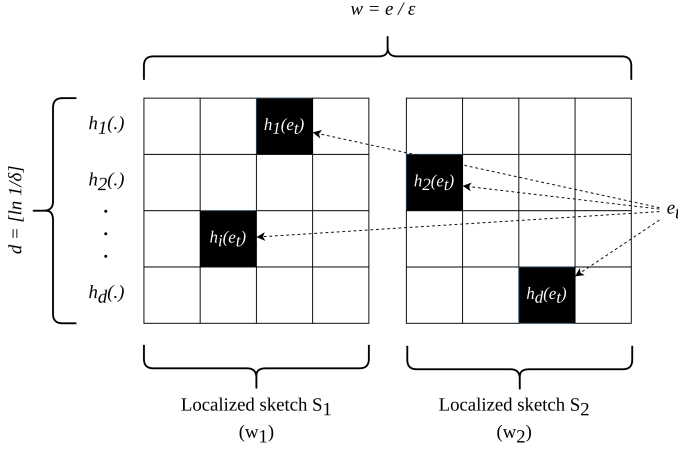 w = e / ε
h1(.)
h1(et)
h2(.)
h2(et)
et
d = [ln 1/δ]
hi(et)
hd(.)
hd(et)
Localized sketch S1
(w1)
Localized sketch S2
(w2)